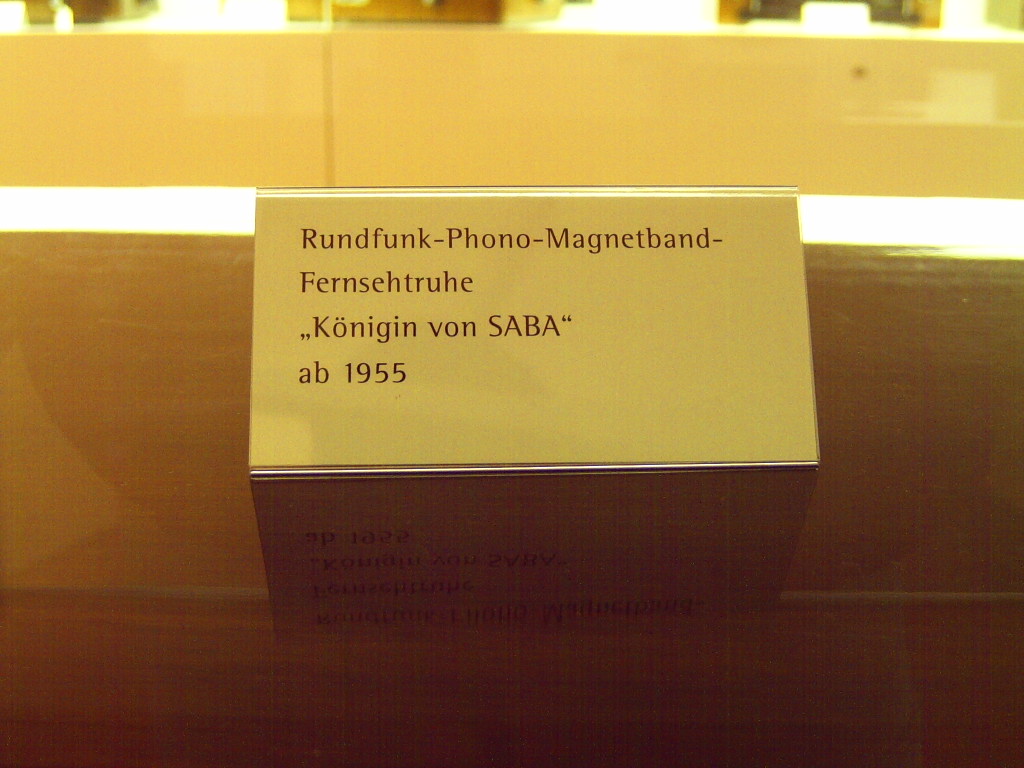 Rundfunk-Phono-Magnetband-
Fernsehtruhe
„Königin von SABA“
ab 1955